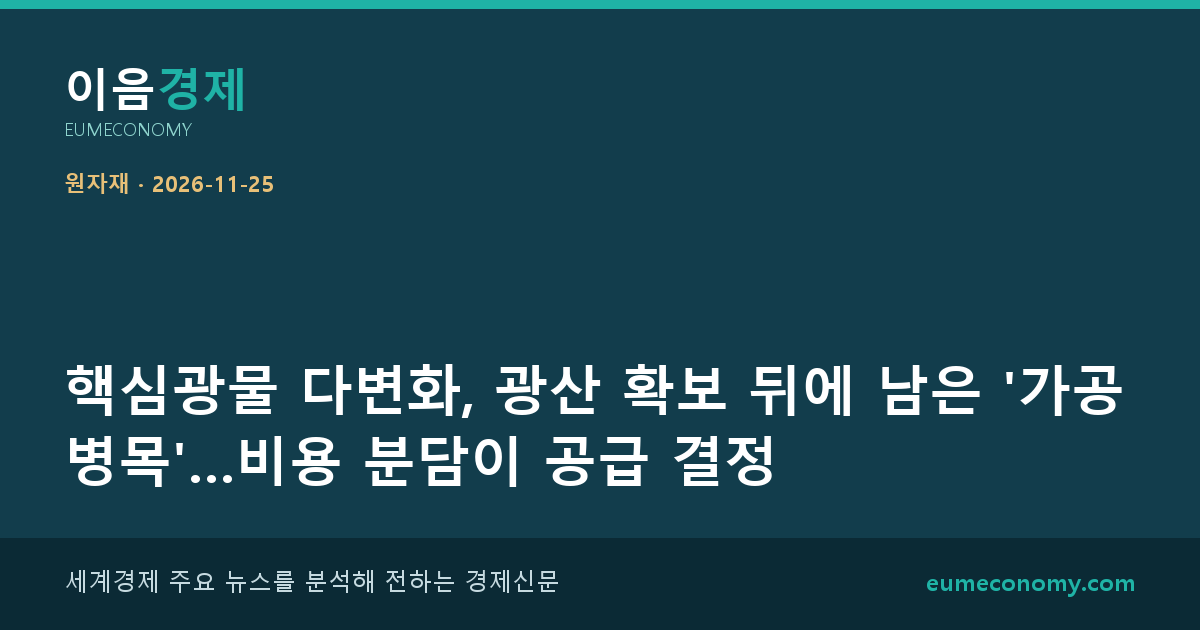 이음경제
EUMECONOMY
원자재 · 2026-11-25
핵심광물 다변화, 광산 확보 뒤에 남은 '가공
병목'…비용 분담이 공급 결정
세계경제 주요 뉴스를 분석해 전하는 경제신문
eumeconomy.com